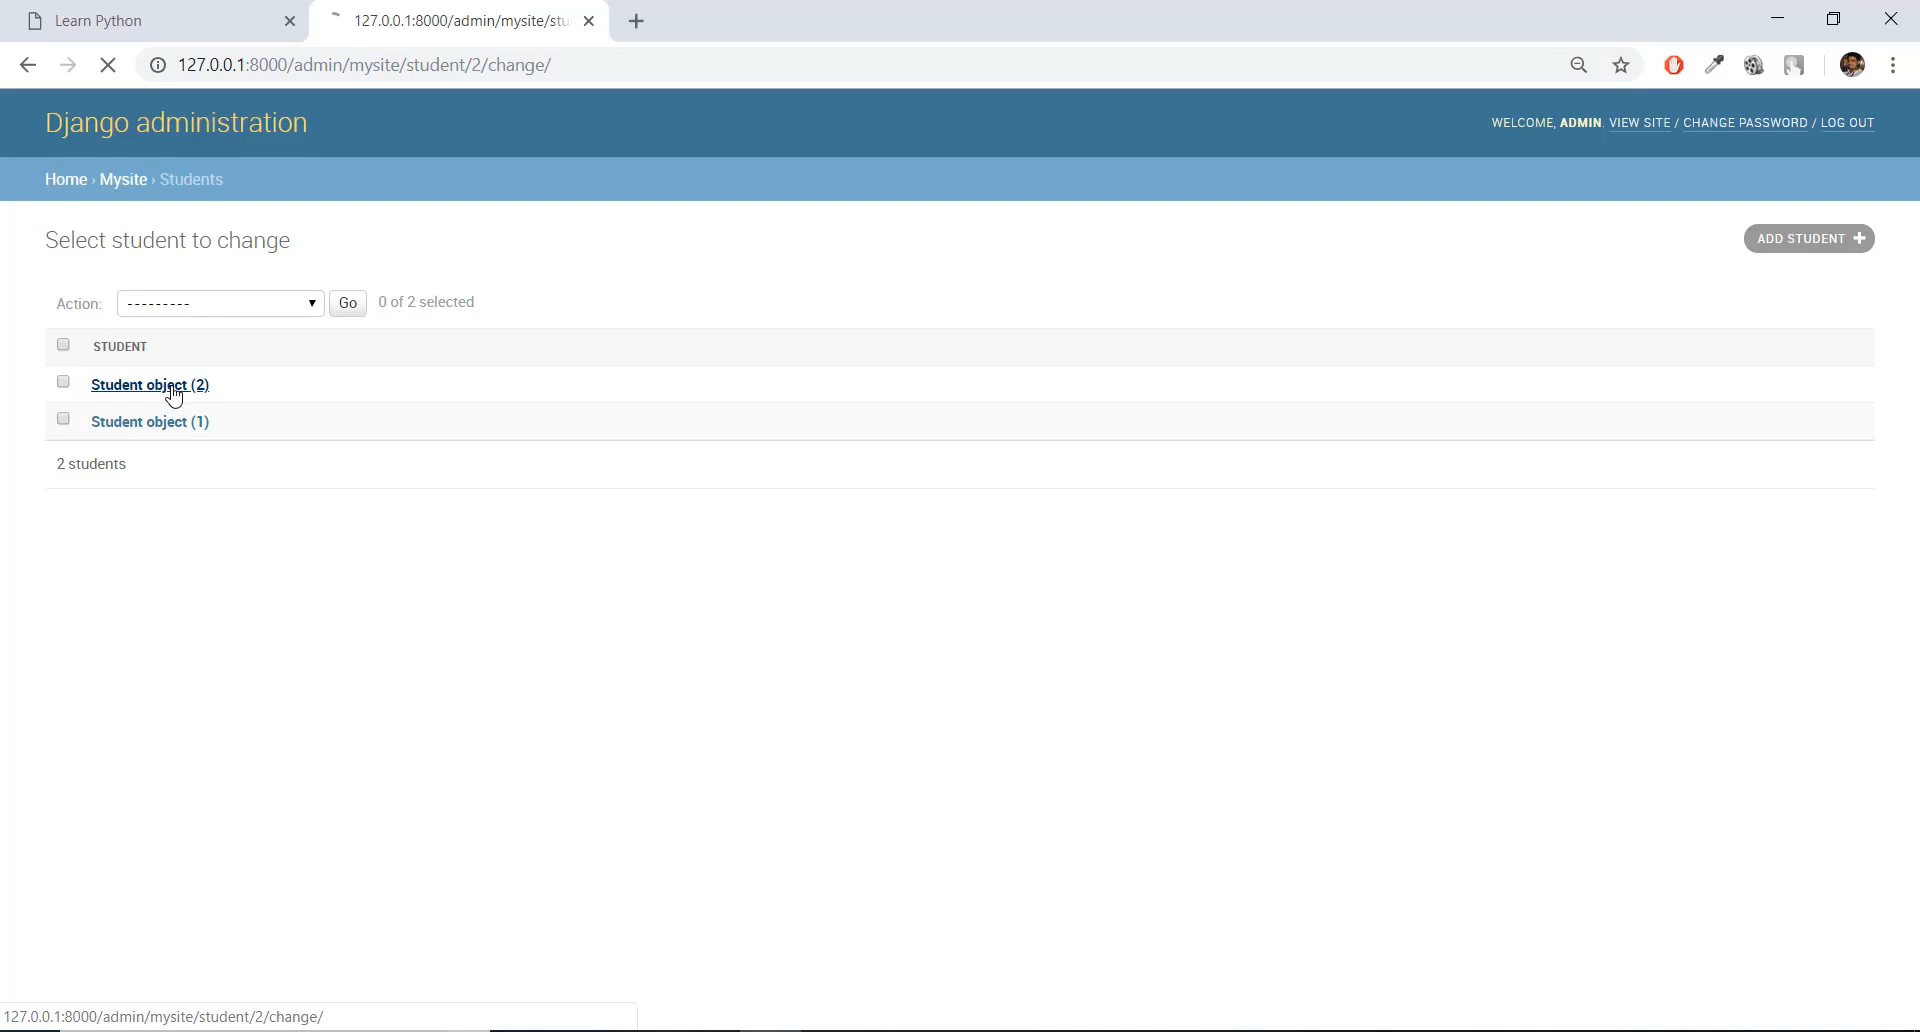 Learn Python
127.0.0.1:8000/admin/mysite/stu
127.0.0.1:8000/admin/mysite/student/2/change/
Django administration
WELCOME, ADMIN. VIEW SITE / CHANGE PASSWORD / LOG OUT
Home › Mysite › Students
Select student to change
ADD STUDENT +
Action: --------- Go 0 of 2 selected
STUDENT
Student object (2)
Student object (1)
2 students
127.0.0.1:8000/admin/mysite/student/2/change/